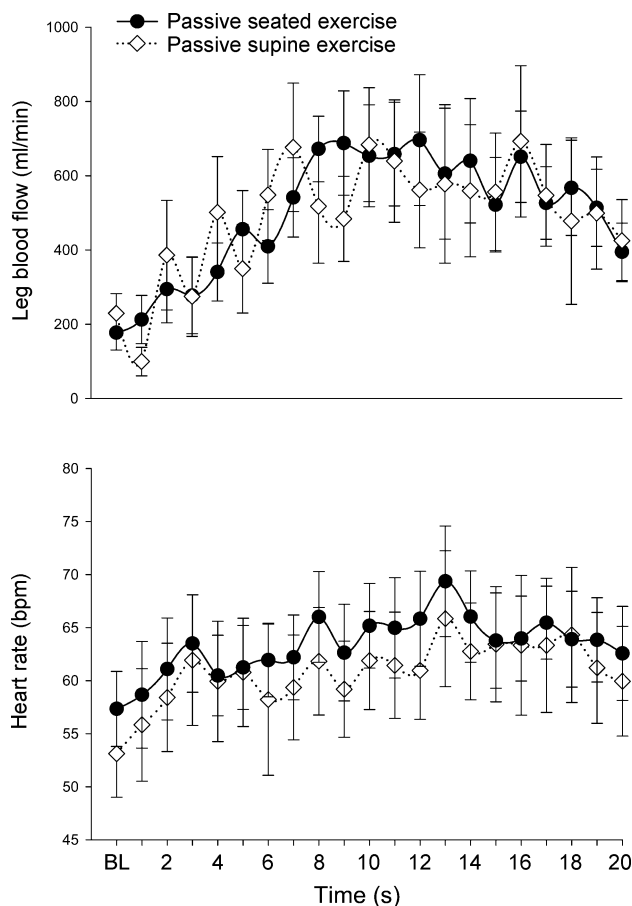 Passive seated exercise
Passive supine exercise
Leg blood flow (ml/min)
1000
800
600
400
200
0
Heart rate (bpm)
80
75
70
65
60
55
50
45
BL 2 4 6 8 10 12 14 16 18 20
Time (s)